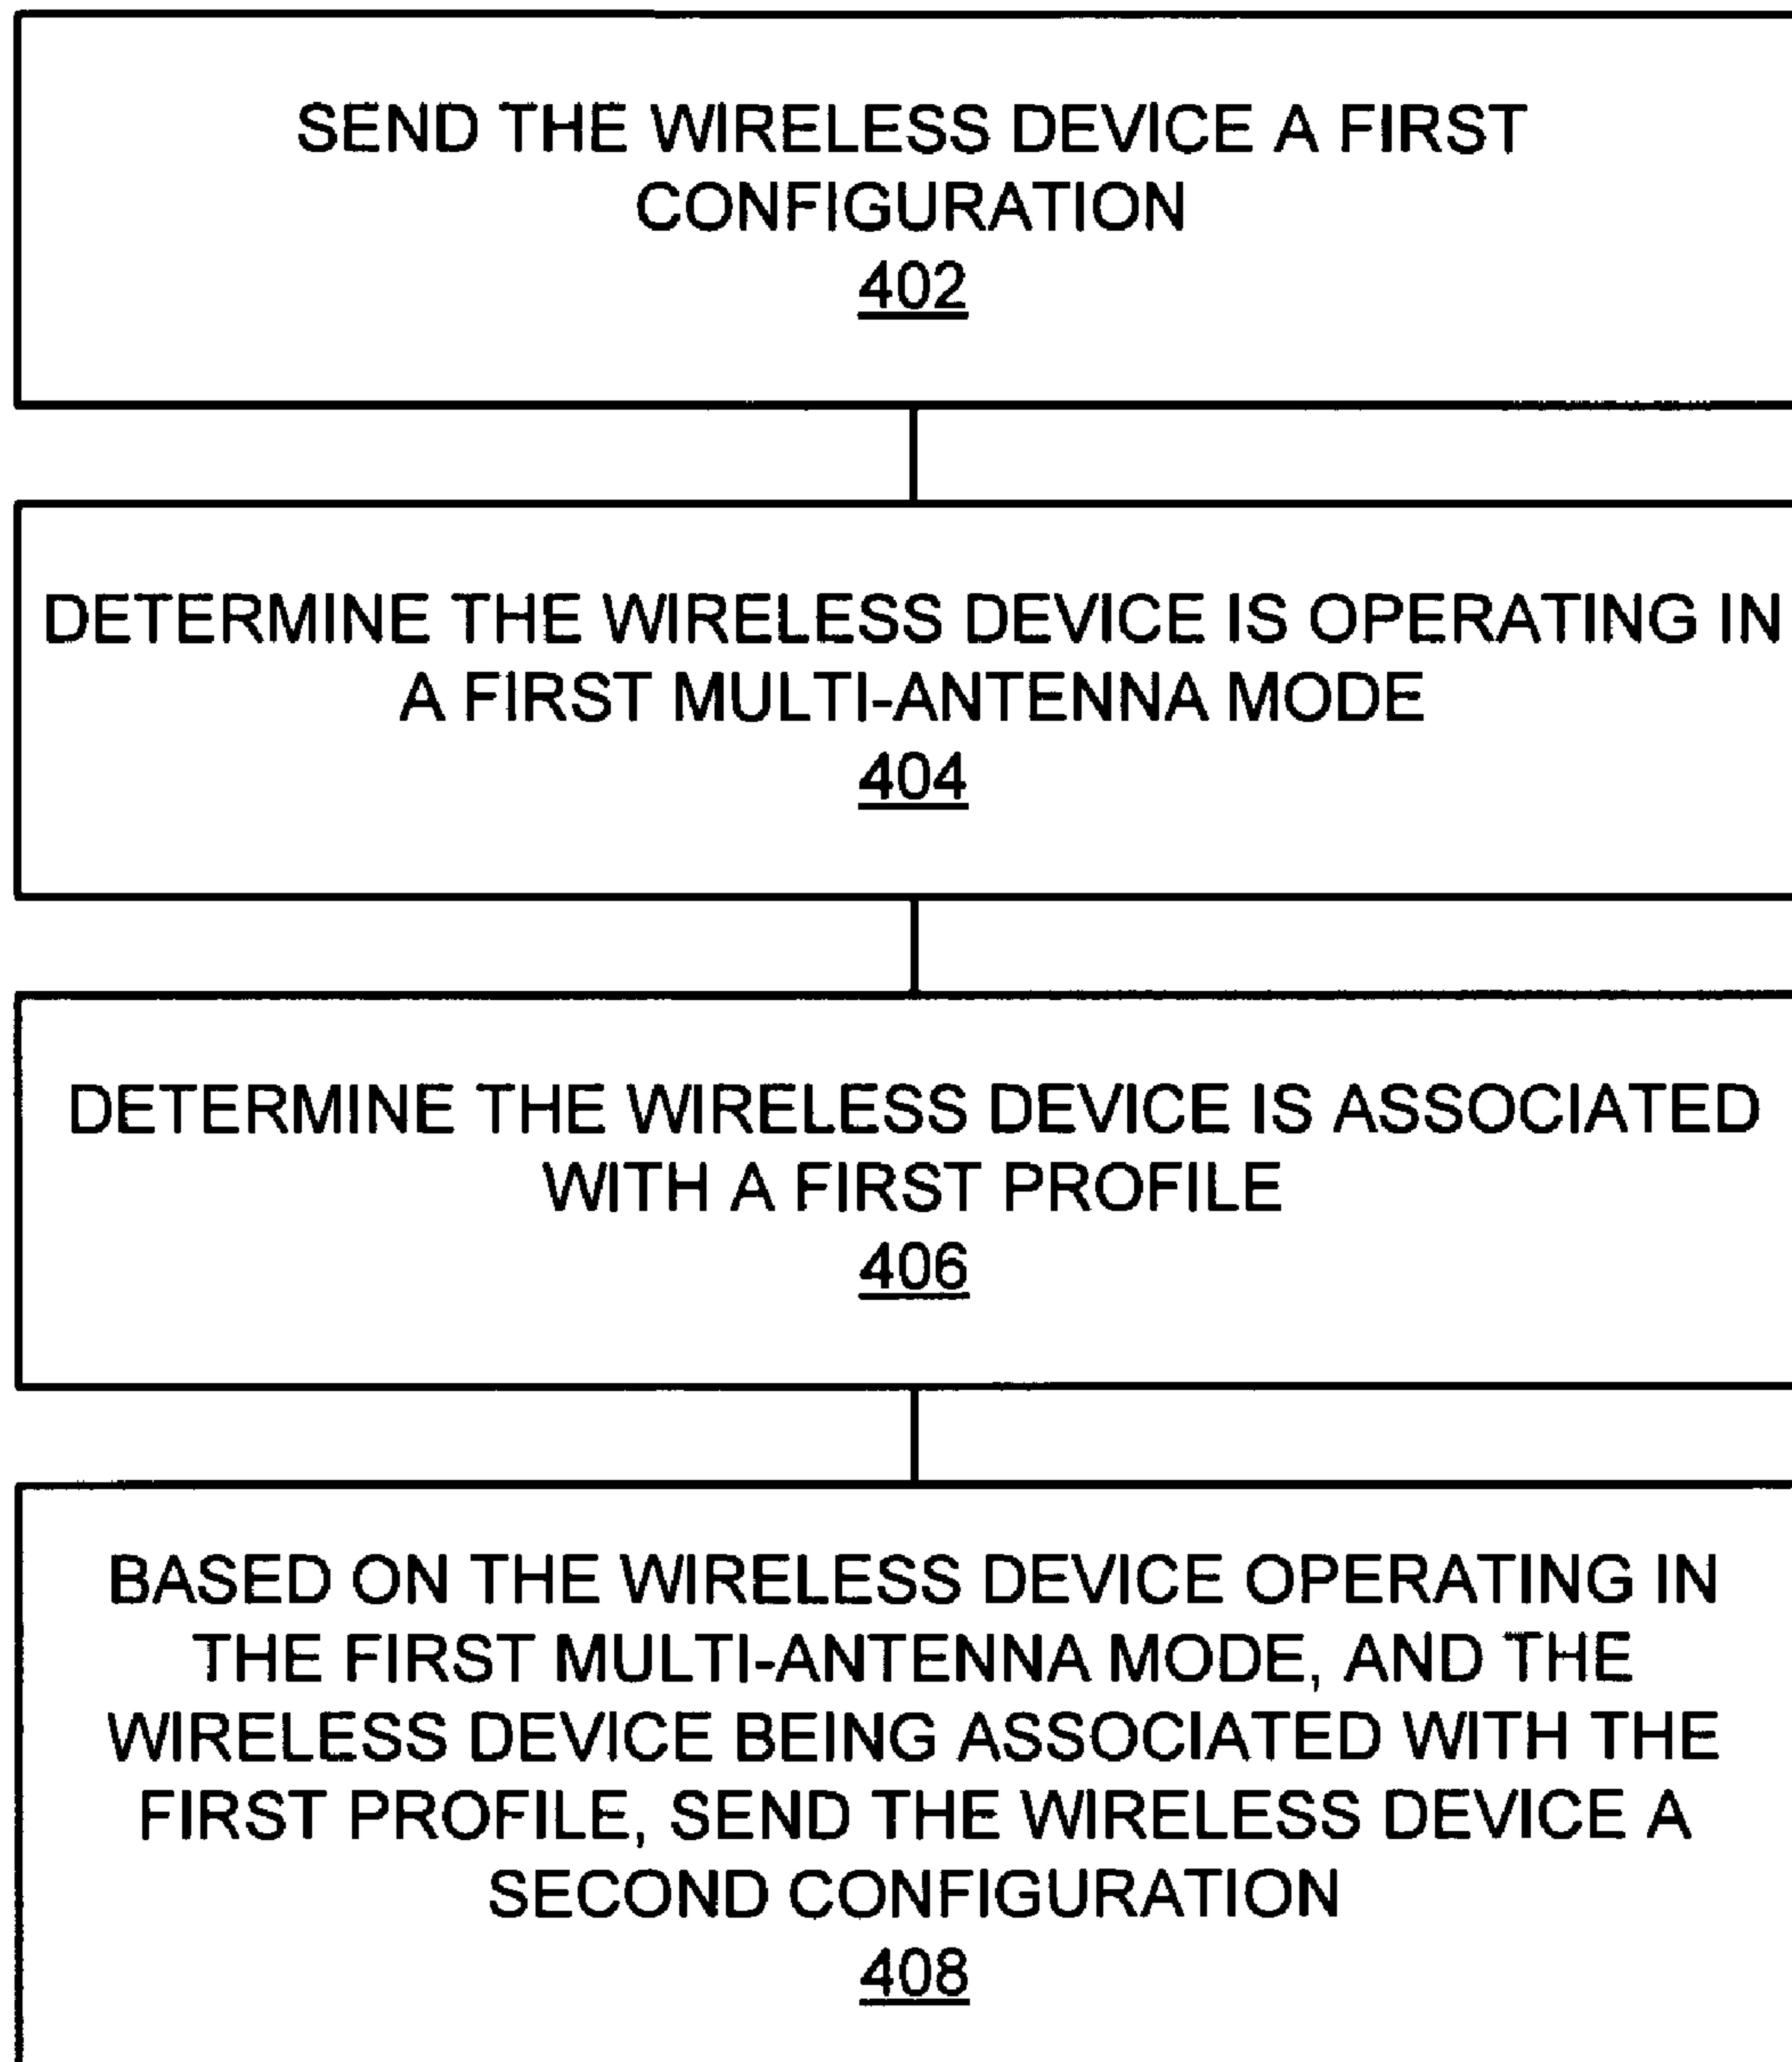 SEND THE WIRELESS DEVICE A FIRST
CONFIGURATION
402
DETERMINE THE WIRELESS DEVICE IS OPERATING IN
A FIRST MULTI-ANTENNA MODE
404
DETERMINE THE WIRELESS DEVICE IS ASSOCIATED
WITH A FIRST PROFILE
406
BASED ON THE WIRELESS DEVICE OPERATING IN
THE FIRST MULTI-ANTENNA MODE, AND THE
WIRELESS DEVICE BEING ASSOCIATED WITH THE
FIRST PROFILE, SEND THE WIRELESS DEVICE A
SECOND CONFIGURATION
408